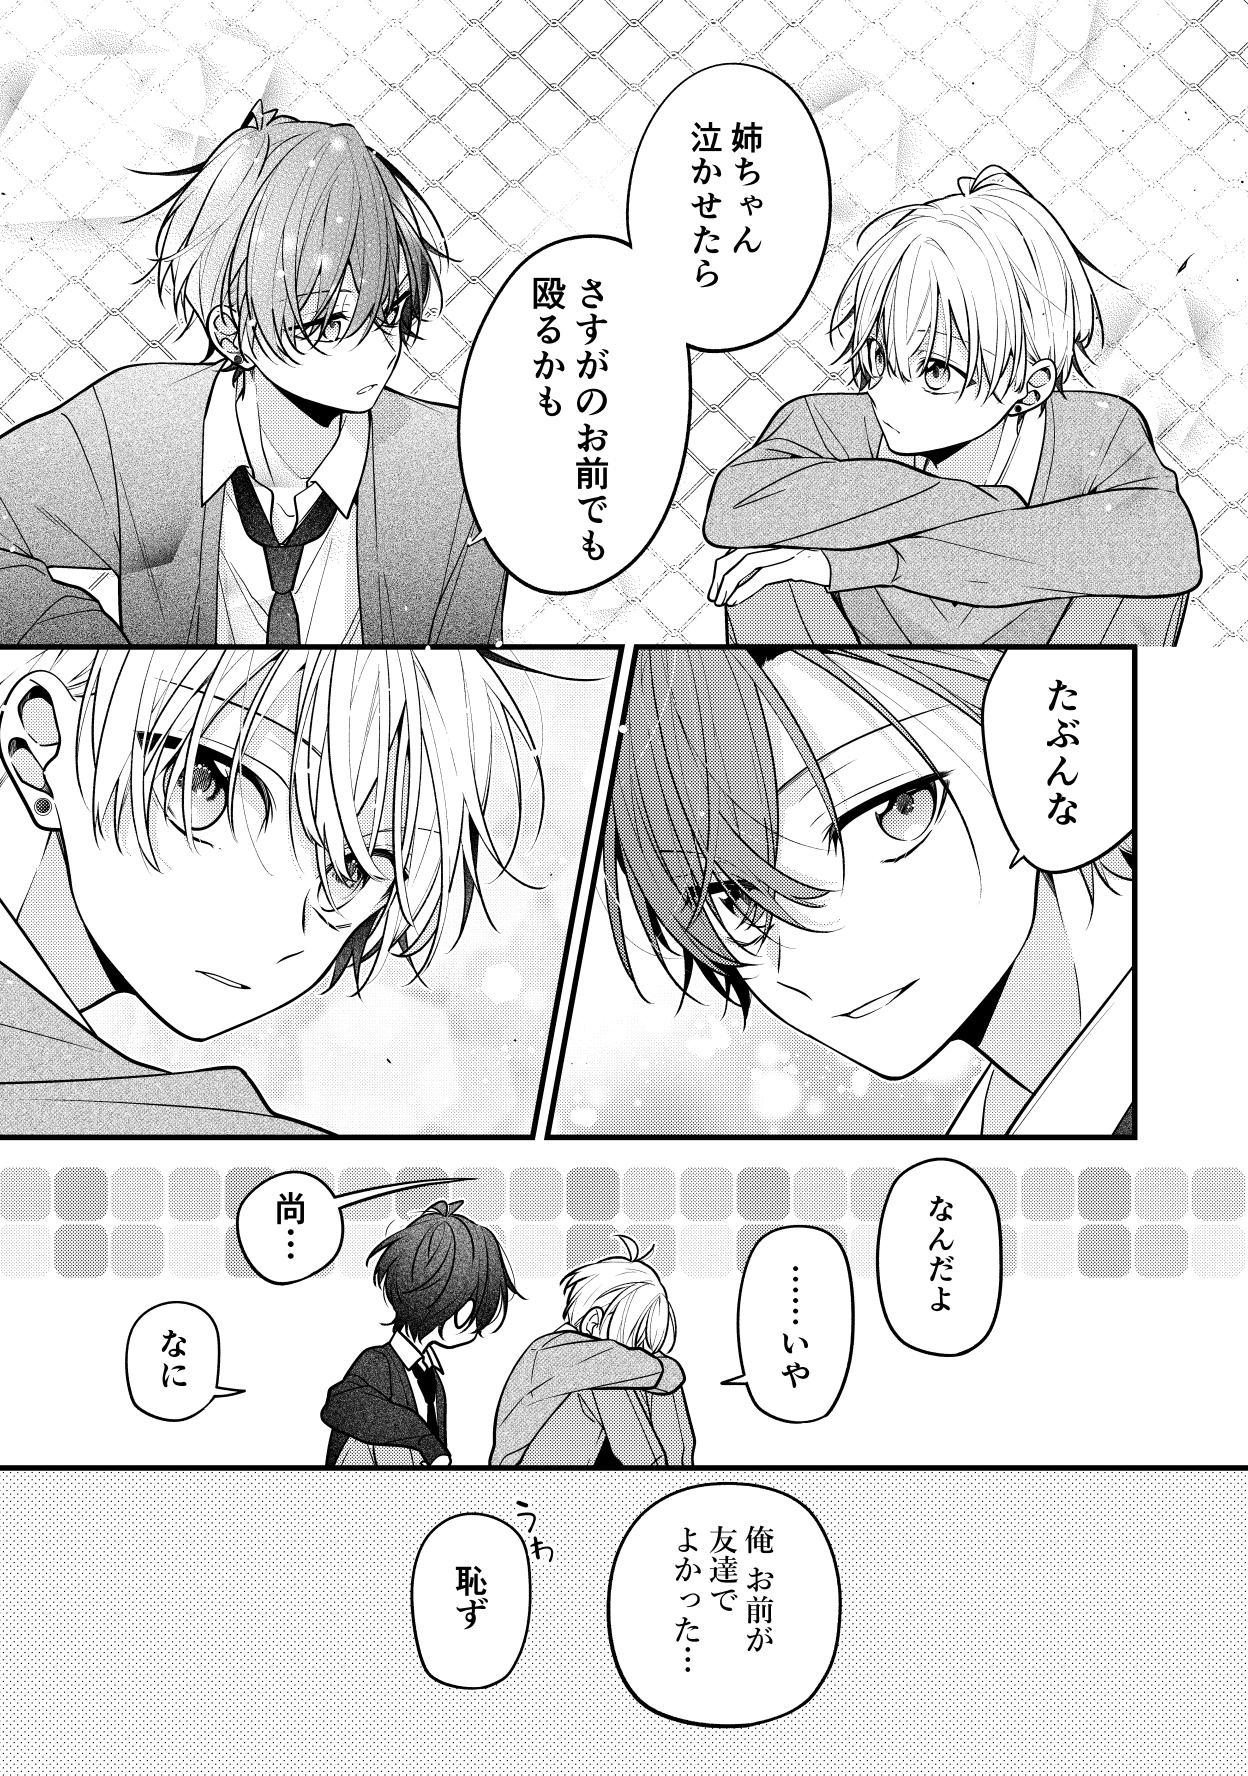 姉ちゃん
泣かせたら
さすがのお前でも
殴るかも
たぶんな
なんだよ
……いや
尚…
なに
俺 お前が
友達で
よかった…
うわ
恥ず